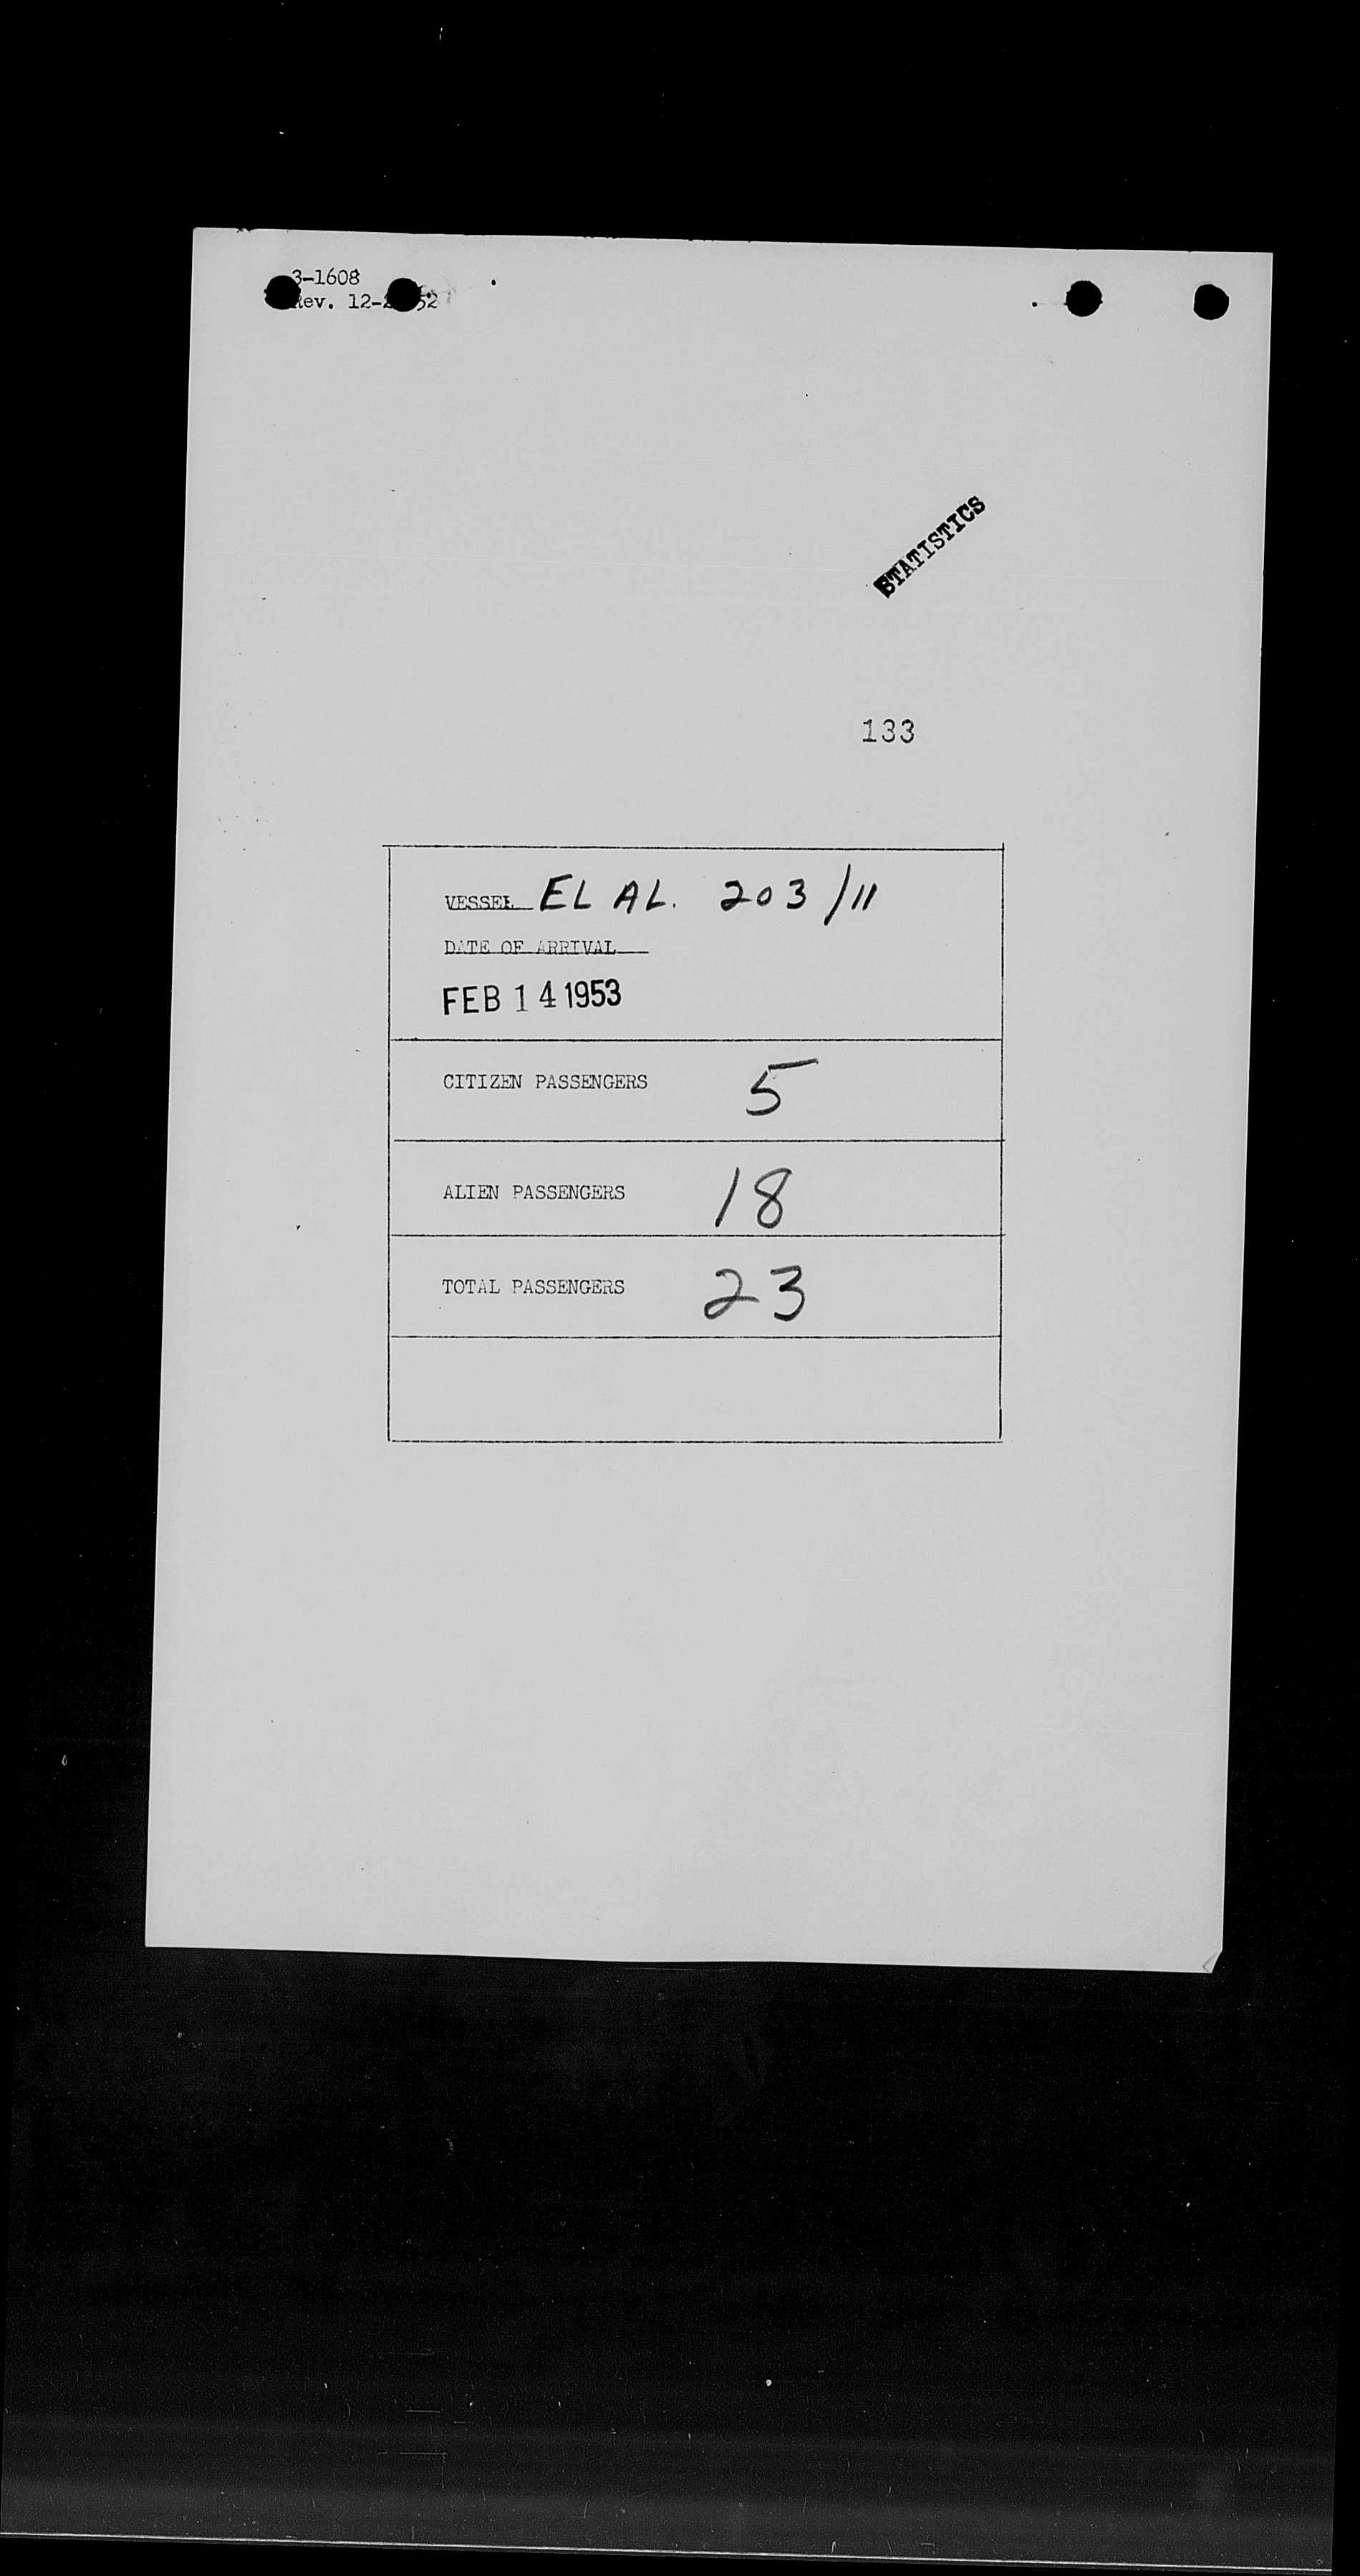 3-1608
Rev. 12-
52
STATISTICS
133
VESSEL EL AL. 203/11
DATE OF ARRIVAL
FEB 14 1953
CITIZEN PASSENGERS 5
ALIEN PASSENGERS 18
TOTAL PASSENGERS 23